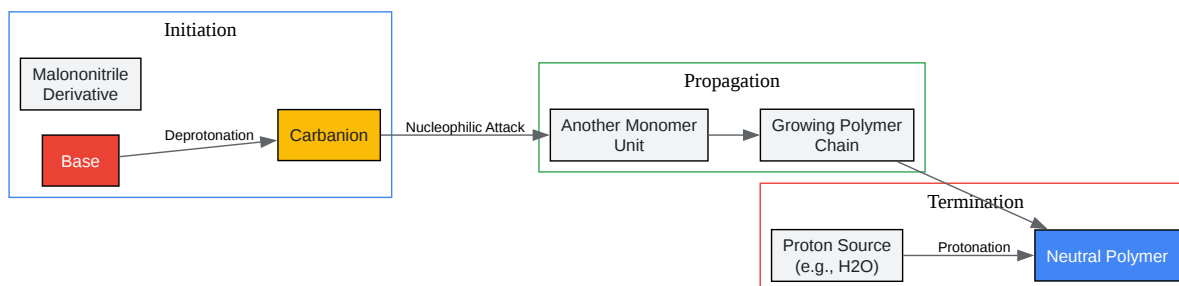 Initiation
Malononitrile
Derivative
Base
Deprotonation
Carbanion
Nucleophilic Attack
Propagation
Another Monomer
Unit
Growing Polymer
Chain
Termination
Proton Source
(e.g., H2O)
Protonation
Neutral Polymer